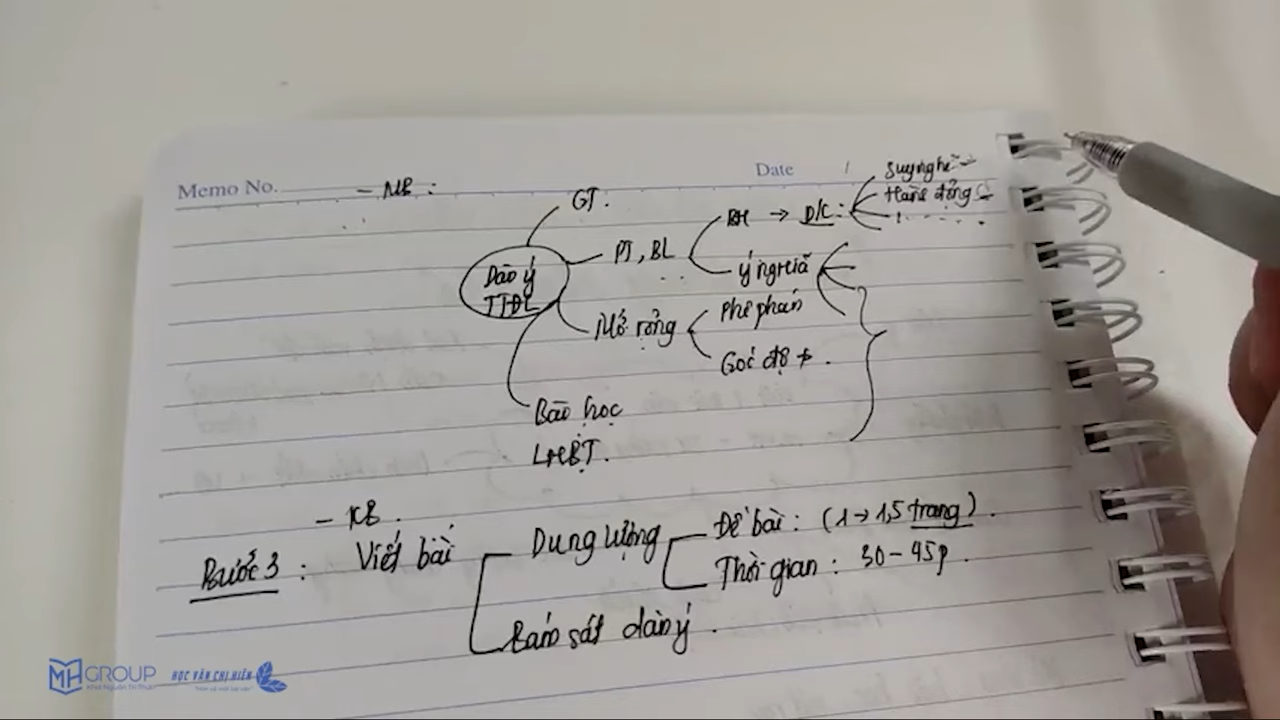 Memo No.
- MB :
Date /
GT.
Dàn ý
TTĐL
PT, BL
BH → D/C :
Suy nghĩ
Hành động
Ý nghĩa
Mở rộng
Phê phán
Góc độ ≠.
Bài học
LHBT.
- KB.
Bước 3 : Viết bài
Dung lượng
Đề bài : (1 → 1,5 trang).
Thời gian : 30 - 45p.
Bám sát dàn ý.
MH GROUP
HỌC VĂN CHỊ HIÊN